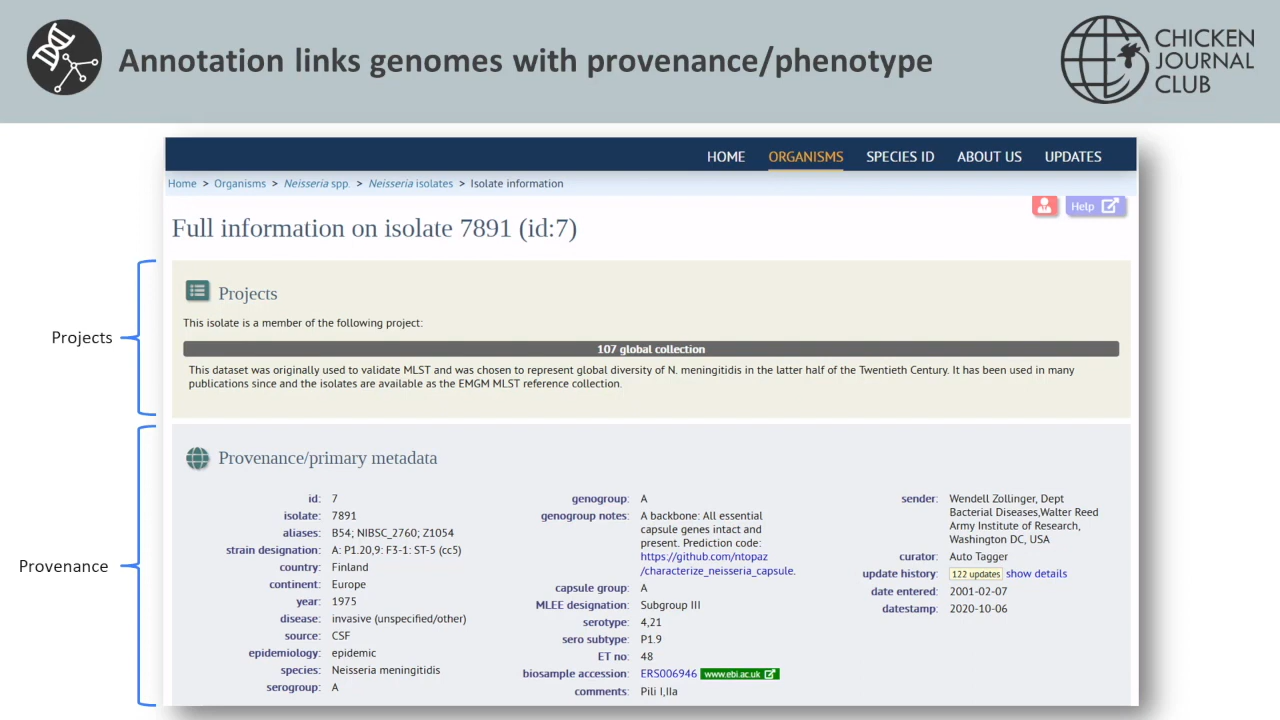 Annotation links genomes with provenance/phenotype
CHICKEN
JOURNAL
CLUB
HOME ORGANISMS SPECIES ID ABOUT US UPDATES
Home > Organisms > Neisseria spp. > Neisseria isolates > Isolate information
Help
Full information on isolate 7891 (id:7)
Projects
Projects
This isolate is a member of the following project:
107 global collection
This dataset was originally used to validate MLST and was chosen to represent global diversity of N. meningitidis in the latter half of the Twentieth Century. It has been used in many
publications since and the isolates are available as the EMGM MLST reference collection.
Provenance
Provenance/primary metadata
id: 7
isolate: 7891
aliases: B54; NIBSC_2760; Z1054
strain designation: A: P1.20,9: F3-1: ST-5 (cc5)
country: Finland
continent: Europe
year: 1975
disease: invasive (unspecified/other)
source: CSF
epidemiology: epidemic
species: Neisseria meningitidis
serogroup: A
genogroup: A
genogroup notes: A backbone: All essential
capsule genes intact and
present. Prediction code:
https://github.com/ntopaz
/characterize_neisseria_capsule.
capsule group: A
MLEE designation: Subgroup III
serotype: 4,21
sero subtype: P1.9
ET no: 48
biosample accession: ERS006946 www.ebi.ac.uk
comments: Pili I,IIa
sender: Wendell Zollinger, Dept
Bacterial Diseases,Walter Reed
Army Institute of Research,
Washington DC, USA
curator: Auto Tagger
update history: 122 updates show details
date entered: 2001-02-07
datestamp: 2020-10-06